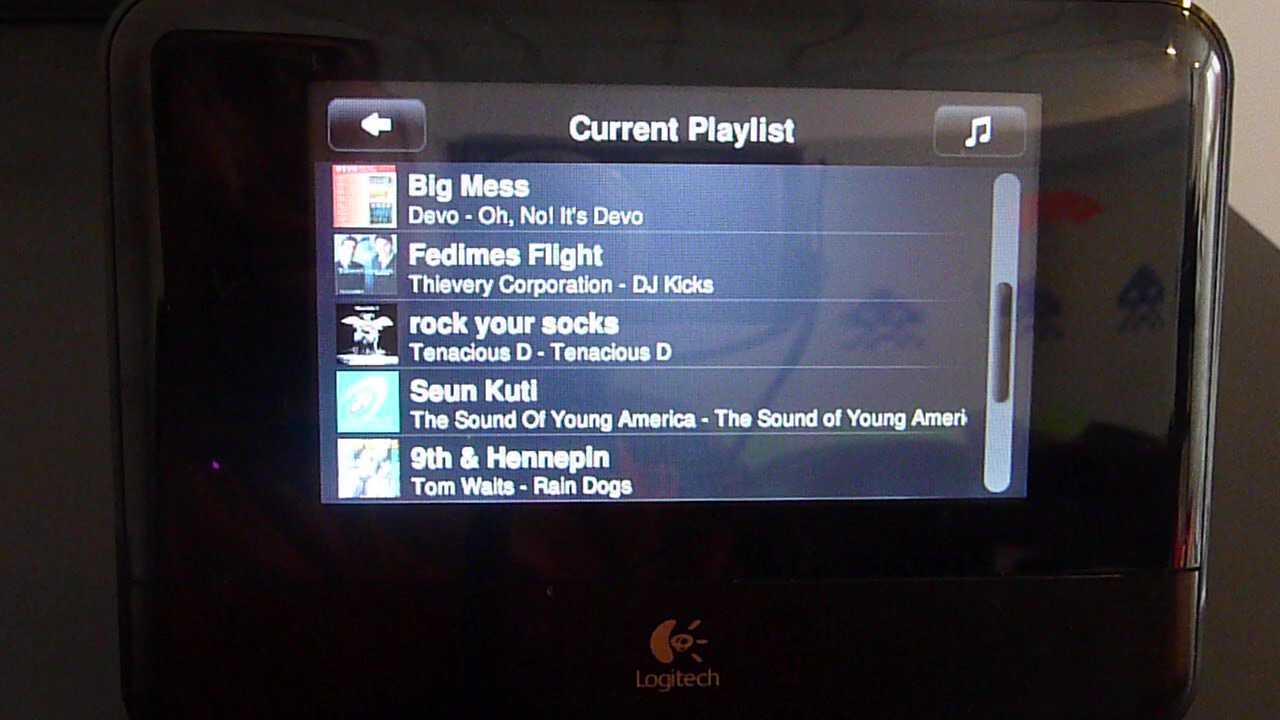 Current Playlist
Big Mess
Devo - Oh, No! It's Devo
Fedimes Flight
Thievery Corporation - DJ Kicks
rock your socks
Tenacious D - Tenacious D
Seun Kuti
The Sound Of Young America - The Sound of Young Ameri
9th & Hennepin
Tom Waits - Rain Dogs
Logitech